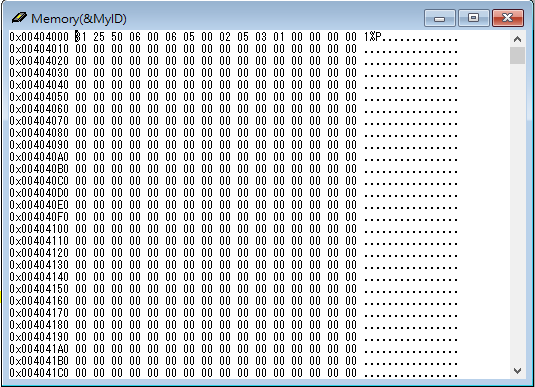 Memory(&MyID)
0x00404000 31 25 50 06 00 06 05 00 02 05 03 01 00 00 00 00 1%P.............
0x00404010 00 00 00 00 00 00 00 00 00 00 00 00 00 00 00 00 ................
0x00404020 00 00 00 00 00 00 00 00 00 00 00 00 00 00 00 00 ................
0x00404030 00 00 00 00 00 00 00 00 00 00 00 00 00 00 00 00 ................
0x00404040 00 00 00 00 00 00 00 00 00 00 00 00 00 00 00 00 ................
0x00404050 00 00 00 00 00 00 00 00 00 00 00 00 00 00 00 00 ................
0x00404060 00 00 00 00 00 00 00 00 00 00 00 00 00 00 00 00 ................
0x00404070 00 00 00 00 00 00 00 00 00 00 00 00 00 00 00 00 ................
0x00404080 00 00 00 00 00 00 00 00 00 00 00 00 00 00 00 00 ................
0x00404090 00 00 00 00 00 00 00 00 00 00 00 00 00 00 00 00 ................
0x004040A0 00 00 00 00 00 00 00 00 00 00 00 00 00 00 00 00 ................
0x004040B0 00 00 00 00 00 00 00 00 00 00 00 00 00 00 00 00 ................
0x004040C0 00 00 00 00 00 00 00 00 00 00 00 00 00 00 00 00 ................
0x004040D0 00 00 00 00 00 00 00 00 00 00 00 00 00 00 00 00 ................
0x004040E0 00 00 00 00 00 00 00 00 00 00 00 00 00 00 00 00 ................
0x004040F0 00 00 00 00 00 00 00 00 00 00 00 00 00 00 00 00 ................
0x00404100 00 00 00 00 00 00 00 00 00 00 00 00 00 00 00 00 ................
0x00404110 00 00 00 00 00 00 00 00 00 00 00 00 00 00 00 00 ................
0x00404120 00 00 00 00 00 00 00 00 00 00 00 00 00 00 00 00 ................
0x00404130 00 00 00 00 00 00 00 00 00 00 00 00 00 00 00 00 ................
0x00404140 00 00 00 00 00 00 00 00 00 00 00 00 00 00 00 00 ................
0x00404150 00 00 00 00 00 00 00 00 00 00 00 00 00 00 00 00 ................
0x00404160 00 00 00 00 00 00 00 00 00 00 00 00 00 00 00 00 ................
0x00404170 00 00 00 00 00 00 00 00 00 00 00 00 00 00 00 00 ................
0x00404180 00 00 00 00 00 00 00 00 00 00 00 00 00 00 00 00 ................
0x00404190 00 00 00 00 00 00 00 00 00 00 00 00 00 00 00 00 ................
0x004041A0 00 00 00 00 00 00 00 00 00 00 00 00 00 00 00 00 ................
0x004041B0 00 00 00 00 00 00 00 00 00 00 00 00 00 00 00 00 ................
0x004041C0 00 00 00 00 00 00 00 00 00 00 00 00 00 00 00 00 ................